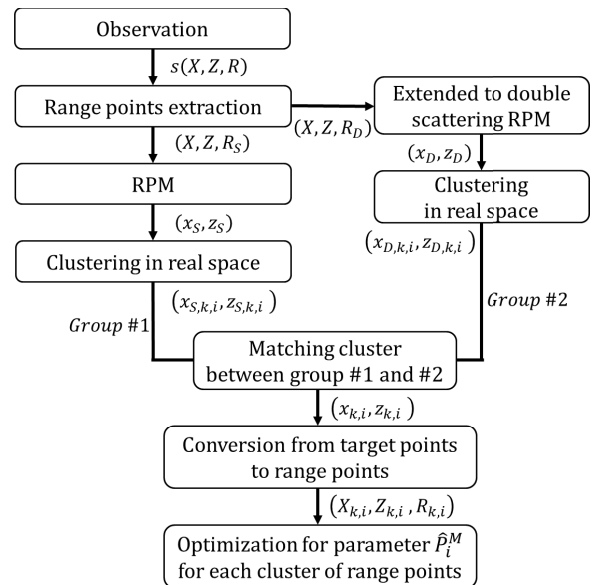 Observation
s(X, Z, R)
Range points extraction
(X, Z, R_D)
Extended to double
scattering RPM
(X, Z, R_S)
(x_D, z_D)
RPM
Clustering
in real space
(x_S, z_S)
(x_{D,k,i}, z_{D,k,i})
Clustering in real space
(x_{S,k,i}, z_{S,k,i})
Group #1
Group #2
Matching cluster
between group #1 and #2
(x_{k,i}, z_{k,i})
Conversion from target points
to range points
(X_{k,i}, Z_{k,i}, R_{k,i})
Optimization for parameter P̂_i^M
for each cluster of range points